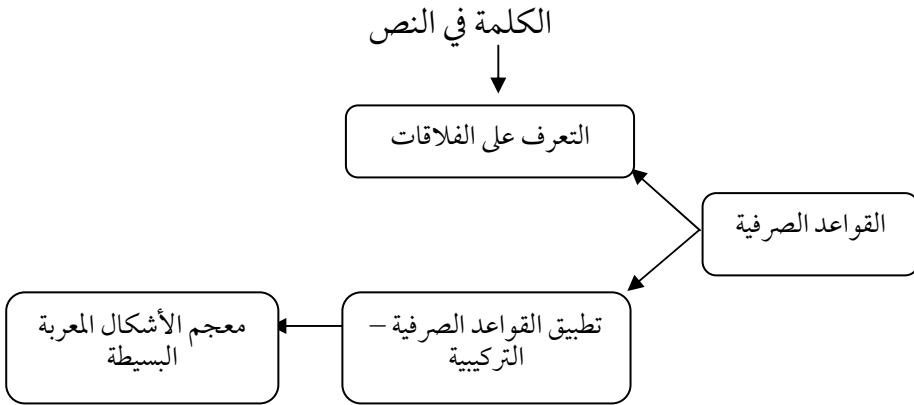 الكلمة في النص
التعرف على الفلاقات
القواعد الصرفية
تطبيق القواعد الصرفية –
التركيبية
معجم الأشكال المعربة
البسيطة